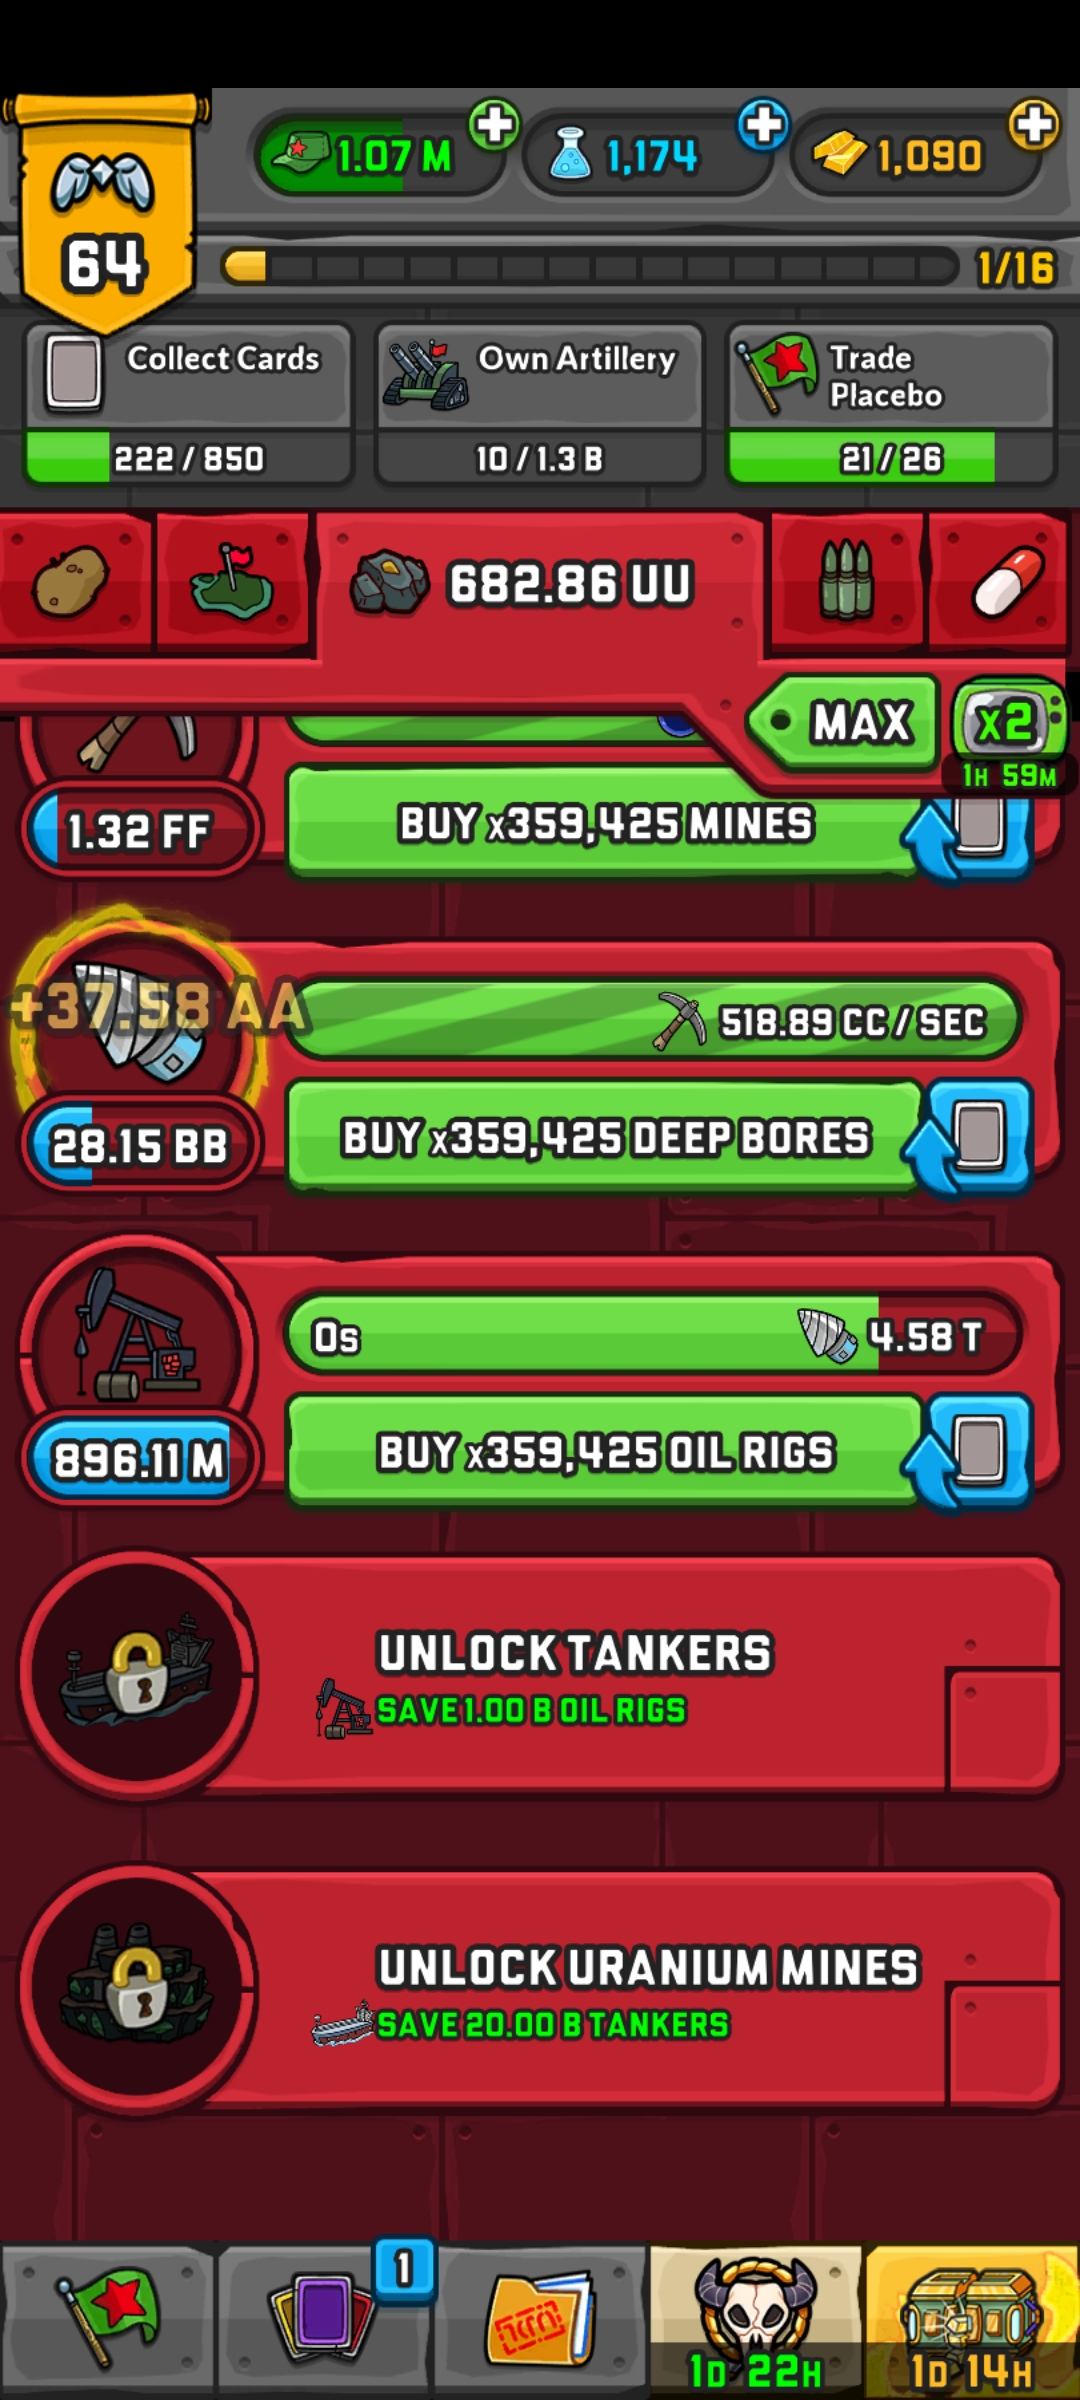 1.07 M
1,174
1,090
64
1/16
Collect Cards
222 / 850
Own Artillery
10 / 1.3 B
Trade
Placebo
21 / 26
682.86 UU
MAX
x2
1H 59M
1.32 FF
BUY x359,425 MINES
+37.58 AA
518.89 CC / SEC
28.15 BB
BUY x359,425 DEEP BORES
0s
4.58 T
896.11 M
BUY x359,425 OIL RIGS
UNLOCK TANKERS
SAVE 1.00 B OIL RIGS
UNLOCK URANIUM MINES
SAVE 20.00 B TANKERS
1
1D 22H
1D 14H